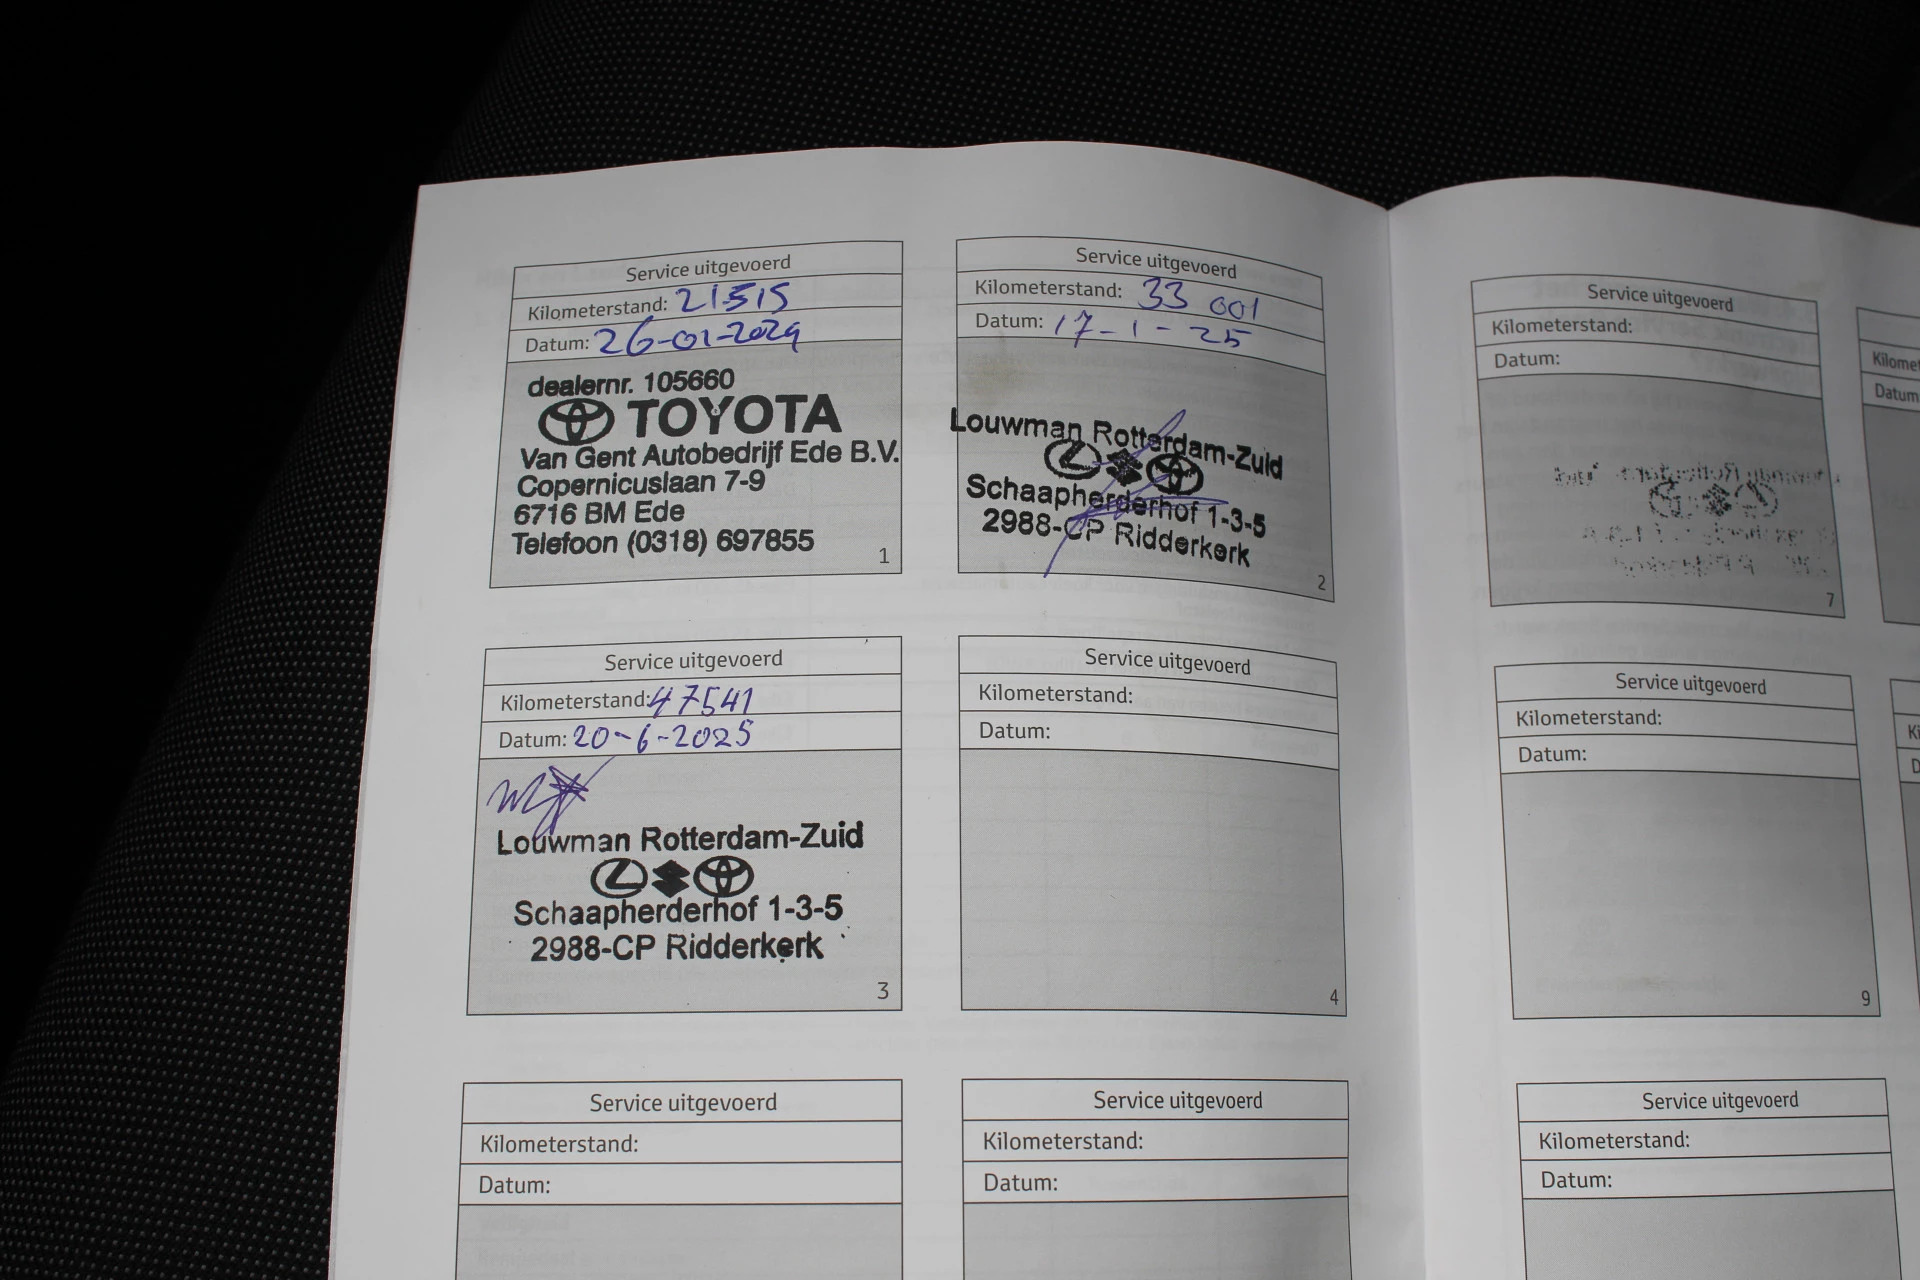 Service uitgevoerd
Kilometerstand: 21515
Datum: 26-01-2024
dealernr. 105660
TOYOTA
Van Gent Autobedrijf Ede B.V.
Copernicuslaan 7-9
6716 BM Ede
Telefoon (0318) 697855
1
Service uitgevoerd
Kilometerstand: 33 001
Datum: 17-1-25
Louwman Rotterdam-Zuid
Schaapherderhof 1-3-5
2988-CP Ridderkerk
2
Service uitgevoerd
Kilometerstand: 47541
Datum: 20-6-2025
Louwman Rotterdam-Zuid
Schaapherderhof 1-3-5
2988-CP Ridderkerk
3
Service uitgevoerd
Kilometerstand:
Datum:
4
Service uitgevoerd
Kilometerstand:
Datum:
Service uitgevoerd
Kilometerstand:
Datum:
Service uitgevoerd
Kilometerstand:
Datum:
7
Kilomet
Datum
Service uitgevoerd
Kilometerstand:
Datum:
9
Ki
D
Service uitgevoerd
Kilometerstand:
Datum: